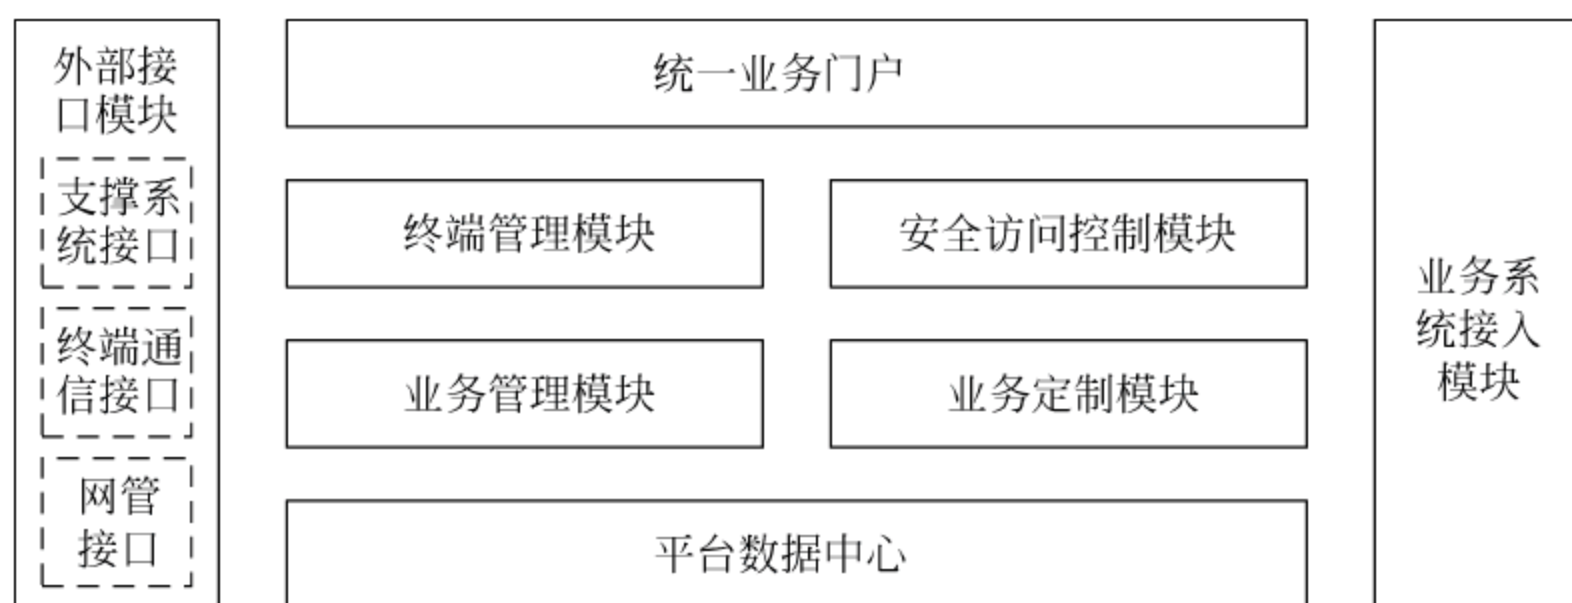 外部接
口模块
支撑系
统接口
终端通
信接口
网管
接口
统一业务门户
终端管理模块
安全访问控制模块
业务管理模块
业务定制模块
平台数据中心
业务系
统接入
模块